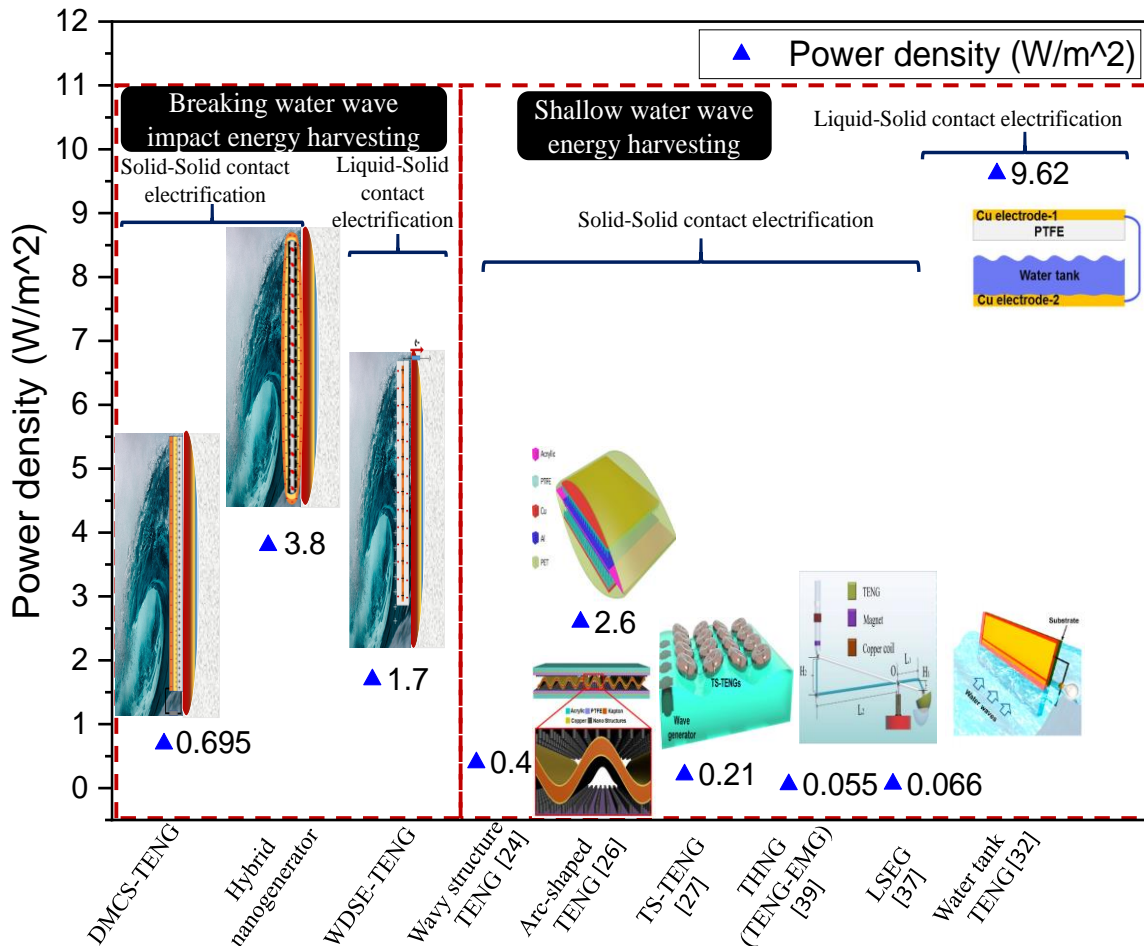 12
11
10
9
8
7
6
5
4
3
2
1
0
Power density (W/m^2)
Power density (W/m^2)
Breaking water wave
impact energy harvesting
Shallow water wave
energy harvesting
Solid-Solid contact
electrification
Liquid-Solid
contact
electrification
Solid-Solid contact electrification
Liquid-Solid contact electrification
9.62
Cu electrode-1
PTFE
Water tank
Cu electrode-2
3.8
1.7
0.695
Acrylic
PTFE
Cu
Al
PET
2.6
0.4
Acrylic PTFE Kapton
Copper Nano Structures
TS-TENGs
Wave
generator
0.21
TENG
Magnet
Copper coil
H₂
L₂
O
L₁
H₁
0.055
0.066
Substrate
Water waves
DMCS-TENG
Hybrid
nanogenerator
WDSE-TENG
Wavy structure
TENG [24]
Arc-shaped
TENG [26]
TS-TENG
[27]
THNG
(TENG-EMG)
[39]
LSEG
[37]
Water tank
TENG [32]